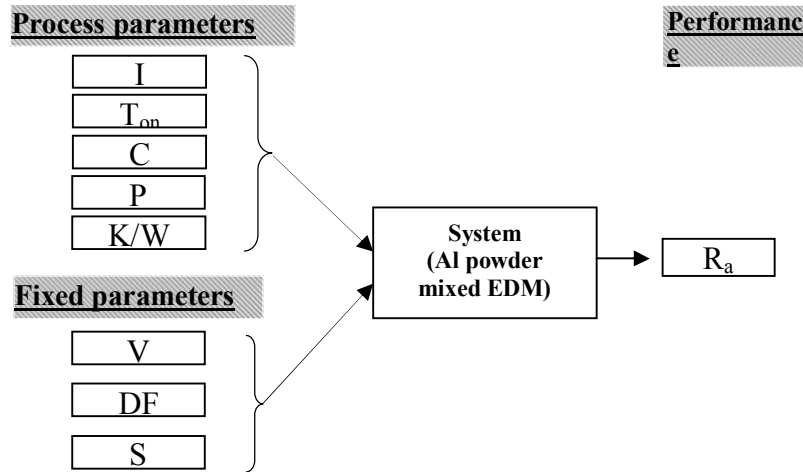 Process parameters
I
Ton
C
P
K/W
Fixed parameters
V
DF
S
System
(Al powder
mixed EDM)
Performanc
e
Ra